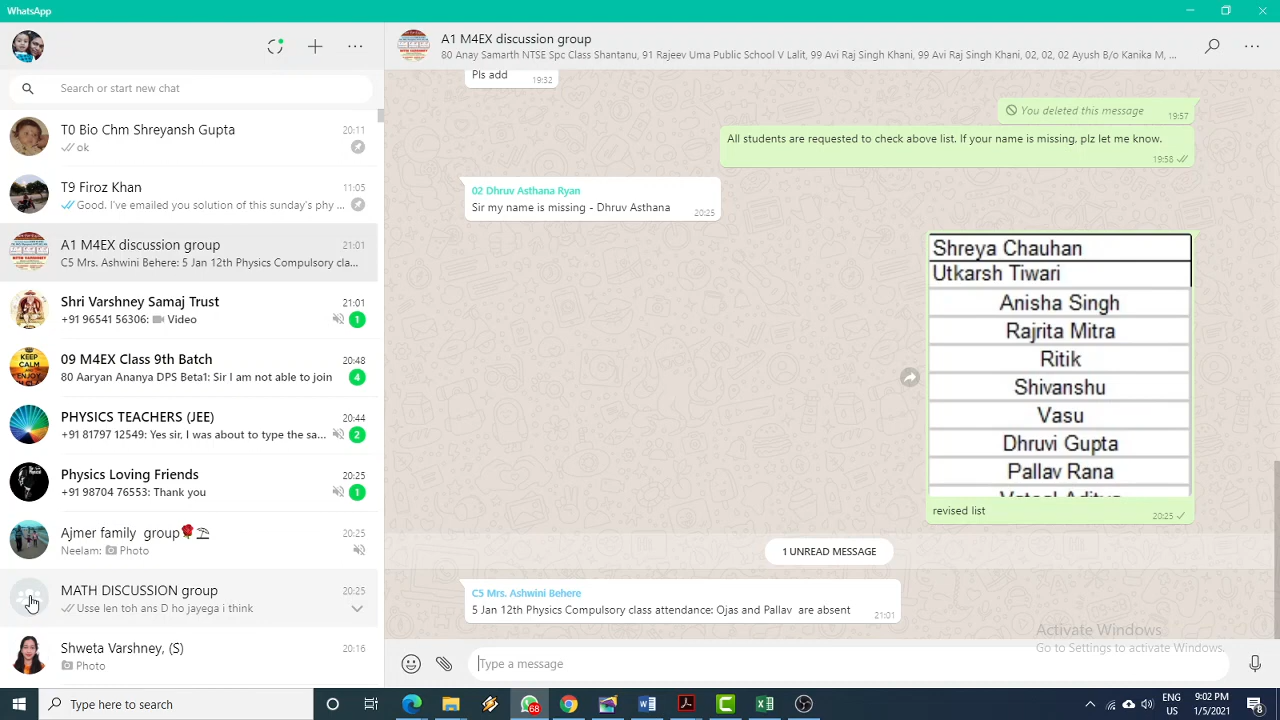 WhatsApp
Search or start new chat
T0 Bio Chm Shreyansh Gupta 20:11
ok
T9 Firoz Khan 11:05
Good. I've emailed you solution of this sunday's phy ...
A1 M4EX discussion group 21:01
C5 Mrs. Ashwini Behere: 5 Jan 12th Physics Compulsory cla...
Shri Varshney Samaj Trust 21:01
+91 96541 56306: Video 1
09 M4EX Class 9th Batch 20:48
80 Aaryan Ananya DPS Beta1: Sir I am not able to join 4
PHYSICS TEACHERS (JEE) 20:44
+91 81797 12549: Yes sir, I was about to type the sa... 2
Physics Loving Friends 20:25
+91 98704 76553: Thank you 1
Ajmer family group 20:25
Neelam: Photo
MATH DISCUSSION group 20:25
Usse len toh ans D ho jayega i think
Shweta Varshney, (S) 20:16
Photo
A1 M4EX discussion group
80 Anay Samarth NTSE Spc Class Shantanu, 91 Rajeev Uma Public School V Lalit, 99 Avi Raj Singh Khani, 99 Avi Raj Singh Khani, 02, 02, 02 Ayush B/o Kanika M, ...
Pls add 19:32
You deleted this message 19:57
All students are requested to check above list. If your name is missing, plz let me know.
19:58
02 Dhruv Asthana Ryan
Sir my name is missing - Dhruv Asthana 20:25
Shreya Chauhan
Utkarsh Tiwari
Anisha Singh
Rajrita Mitra
Ritik
Shivanshu
Vasu
Dhruvi Gupta
Pallav Rana
revised list 20:25
1 UNREAD MESSAGE
C5 Mrs. Ashwini Behere
5 Jan 12th Physics Compulsory class attendance: Ojas and Pallav are absent 21:01
Activate Windows
Go to Settings to activate Windows.
Type a message
Type here to search
68
ENG
US
9:02 PM
1/5/2021
8